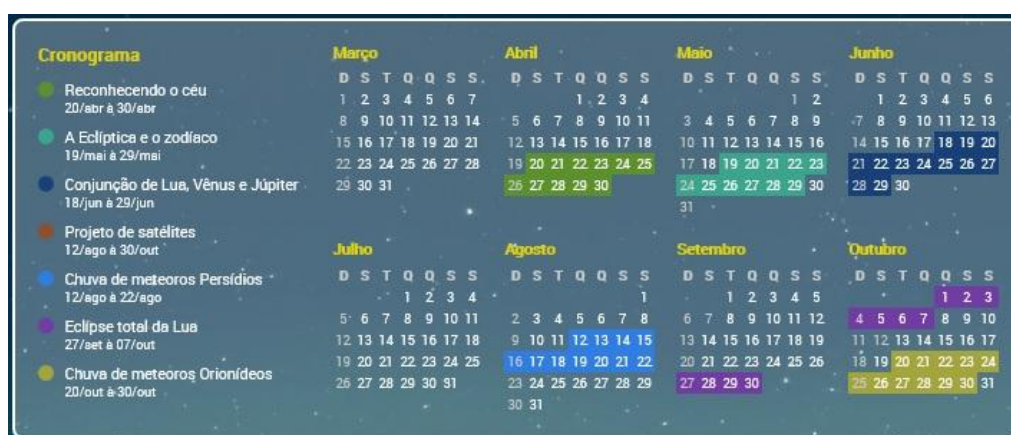 Cronograma
Reconhecendo o céu
20/abr à 30/abr
A Eclíptica e o zodíaco
19/mai à 29/mai
Conjunção de Lua, Vênus e Júpiter
18/jun à 29/jun
Projeto de satélites
12/ago à 30/out
Chuva de meteoros Persídios
12/ago à 22/ago
Eclipse total da Lua
27/set à 07/out
Chuva de meteoros Orionídeos
20/out à 30/out
Março
D S T Q Q S S
1 2 3 4 5 6 7
8 9 10 11 12 13 14
15 16 17 18 19 20 21
22 23 24 25 26 27 28
29 30 31
Abril
D S T Q Q S S
1 2 3 4
5 6 7 8 9 10 11
12 13 14 15 16 17 18
19 20 21 22 23 24 25
26 27 28 29 30
Maio
D S T Q Q S S
1 2
3 4 5 6 7 8 9
10 11 12 13 14 15 16
17 18 19 20 21 22 23
24 25 26 27 28 29 30
31
Junho
D S T Q Q S S
1 2 3 4 5 6
7 8 9 10 11 12 13
14 15 16 17 18 19 20
21 22 23 24 25 26 27
28 29 30
Julho
D S T Q Q S S
1 2 3 4
5 6 7 8 9 10 11
12 13 14 15 16 17 18
19 20 21 22 23 24 25
26 27 28 29 30 31
Agosto
D S T Q Q S S
1
2 3 4 5 6 7 8
9 10 11 12 13 14 15
16 17 18 19 20 21 22
23 24 25 26 27 28 29
30 31
Setembro
D S T Q Q S S
1 2 3 4 5
6 7 8 9 10 11 12
13 14 15 16 17 18 19
20 21 22 23 24 25 26
27 28 29 30
Outubro
D S T Q Q S S
1 2 3
4 5 6 7 8 9 10
11 12 13 14 15 16 17
18 19 20 21 22 23 24
25 26 27 28 29 30 31